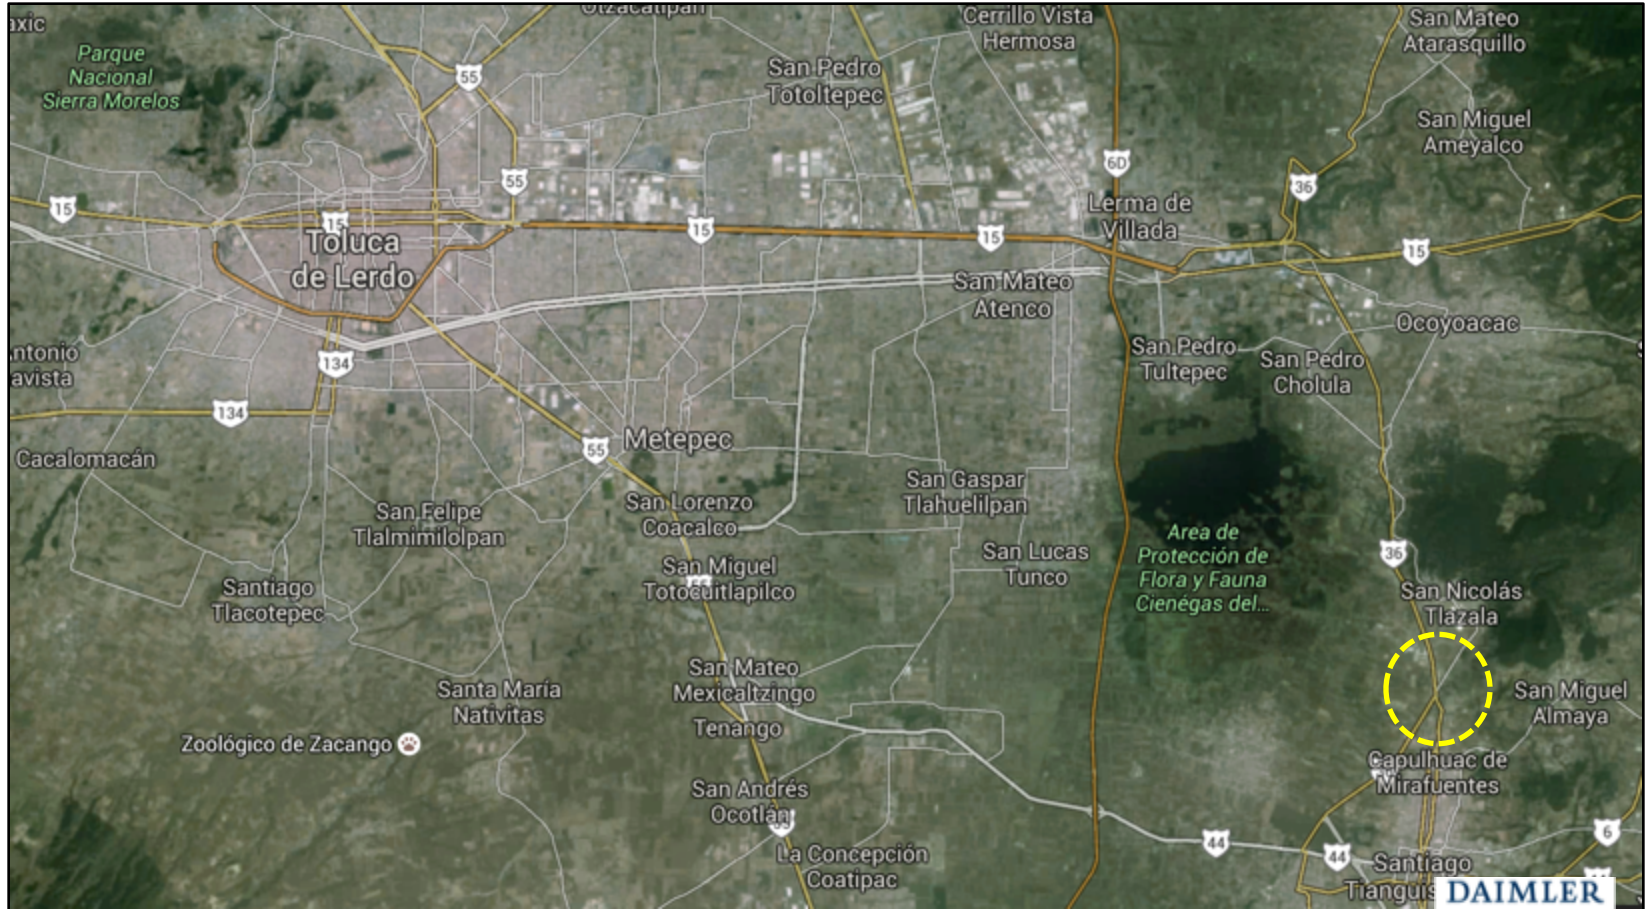 Otzacatipan
Cerrillo Vista
Hermosa
San Mateo
Atarasquillo
Parque
Nacional
Sierra Morelos
55
San Pedro
Totoltepec
San Miguel
Ameyalco
6D
55
36
15
15
Toluca
de Lerdo
15
15
Lerma de
Villada
15
San Mateo
Atenco
Ocoyoacac
134
San Pedro
Tultepec
San Pedro
Cholula
134
Cacalomacán
55
Metepec
San Gaspar
Tlahuelilpan
San Felipe
Tlalmimilolpan
San Lorenzo
Coacalco
Area de
Protección de
Flora y Fauna
Cienégas del...
36
San Lucas
Tunco
San Miguel
Totocuitlapilco
Santiago
Tlacotepec
San Nicolás
Tlazala
San Mateo
Mexicaltzingo
Tenango
Santa María
Nativitas
San Miguel
Almaya
Zoológico de Zacango
Capulhuac de
Mirafuentes
San Andrés
Ocotlán
44
44
6
La Concepción
Coatipac
Santiago
DAIMLER